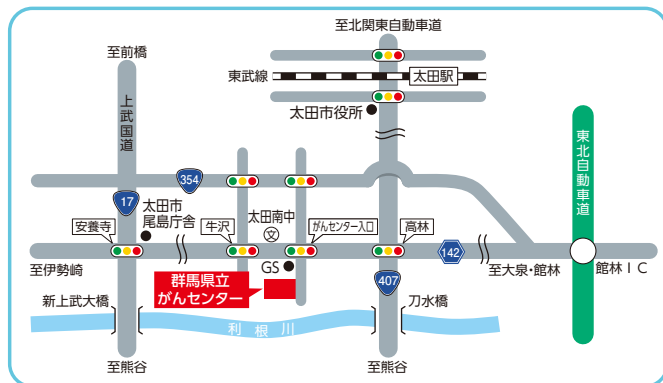 至北関東自動車道
至前橋
東武線
太田駅
上武国道
太田市役所
東北自動車道
354
17
太田市
尾島庁舎
安養寺
牛沢
太田南中
文
がんセンター入口
高林
142
至伊勢崎
GS
至大泉・館林
館林IC
群馬県立
がんセンター
407
新上武大橋
刀水橋
利根川
至熊谷
至熊谷